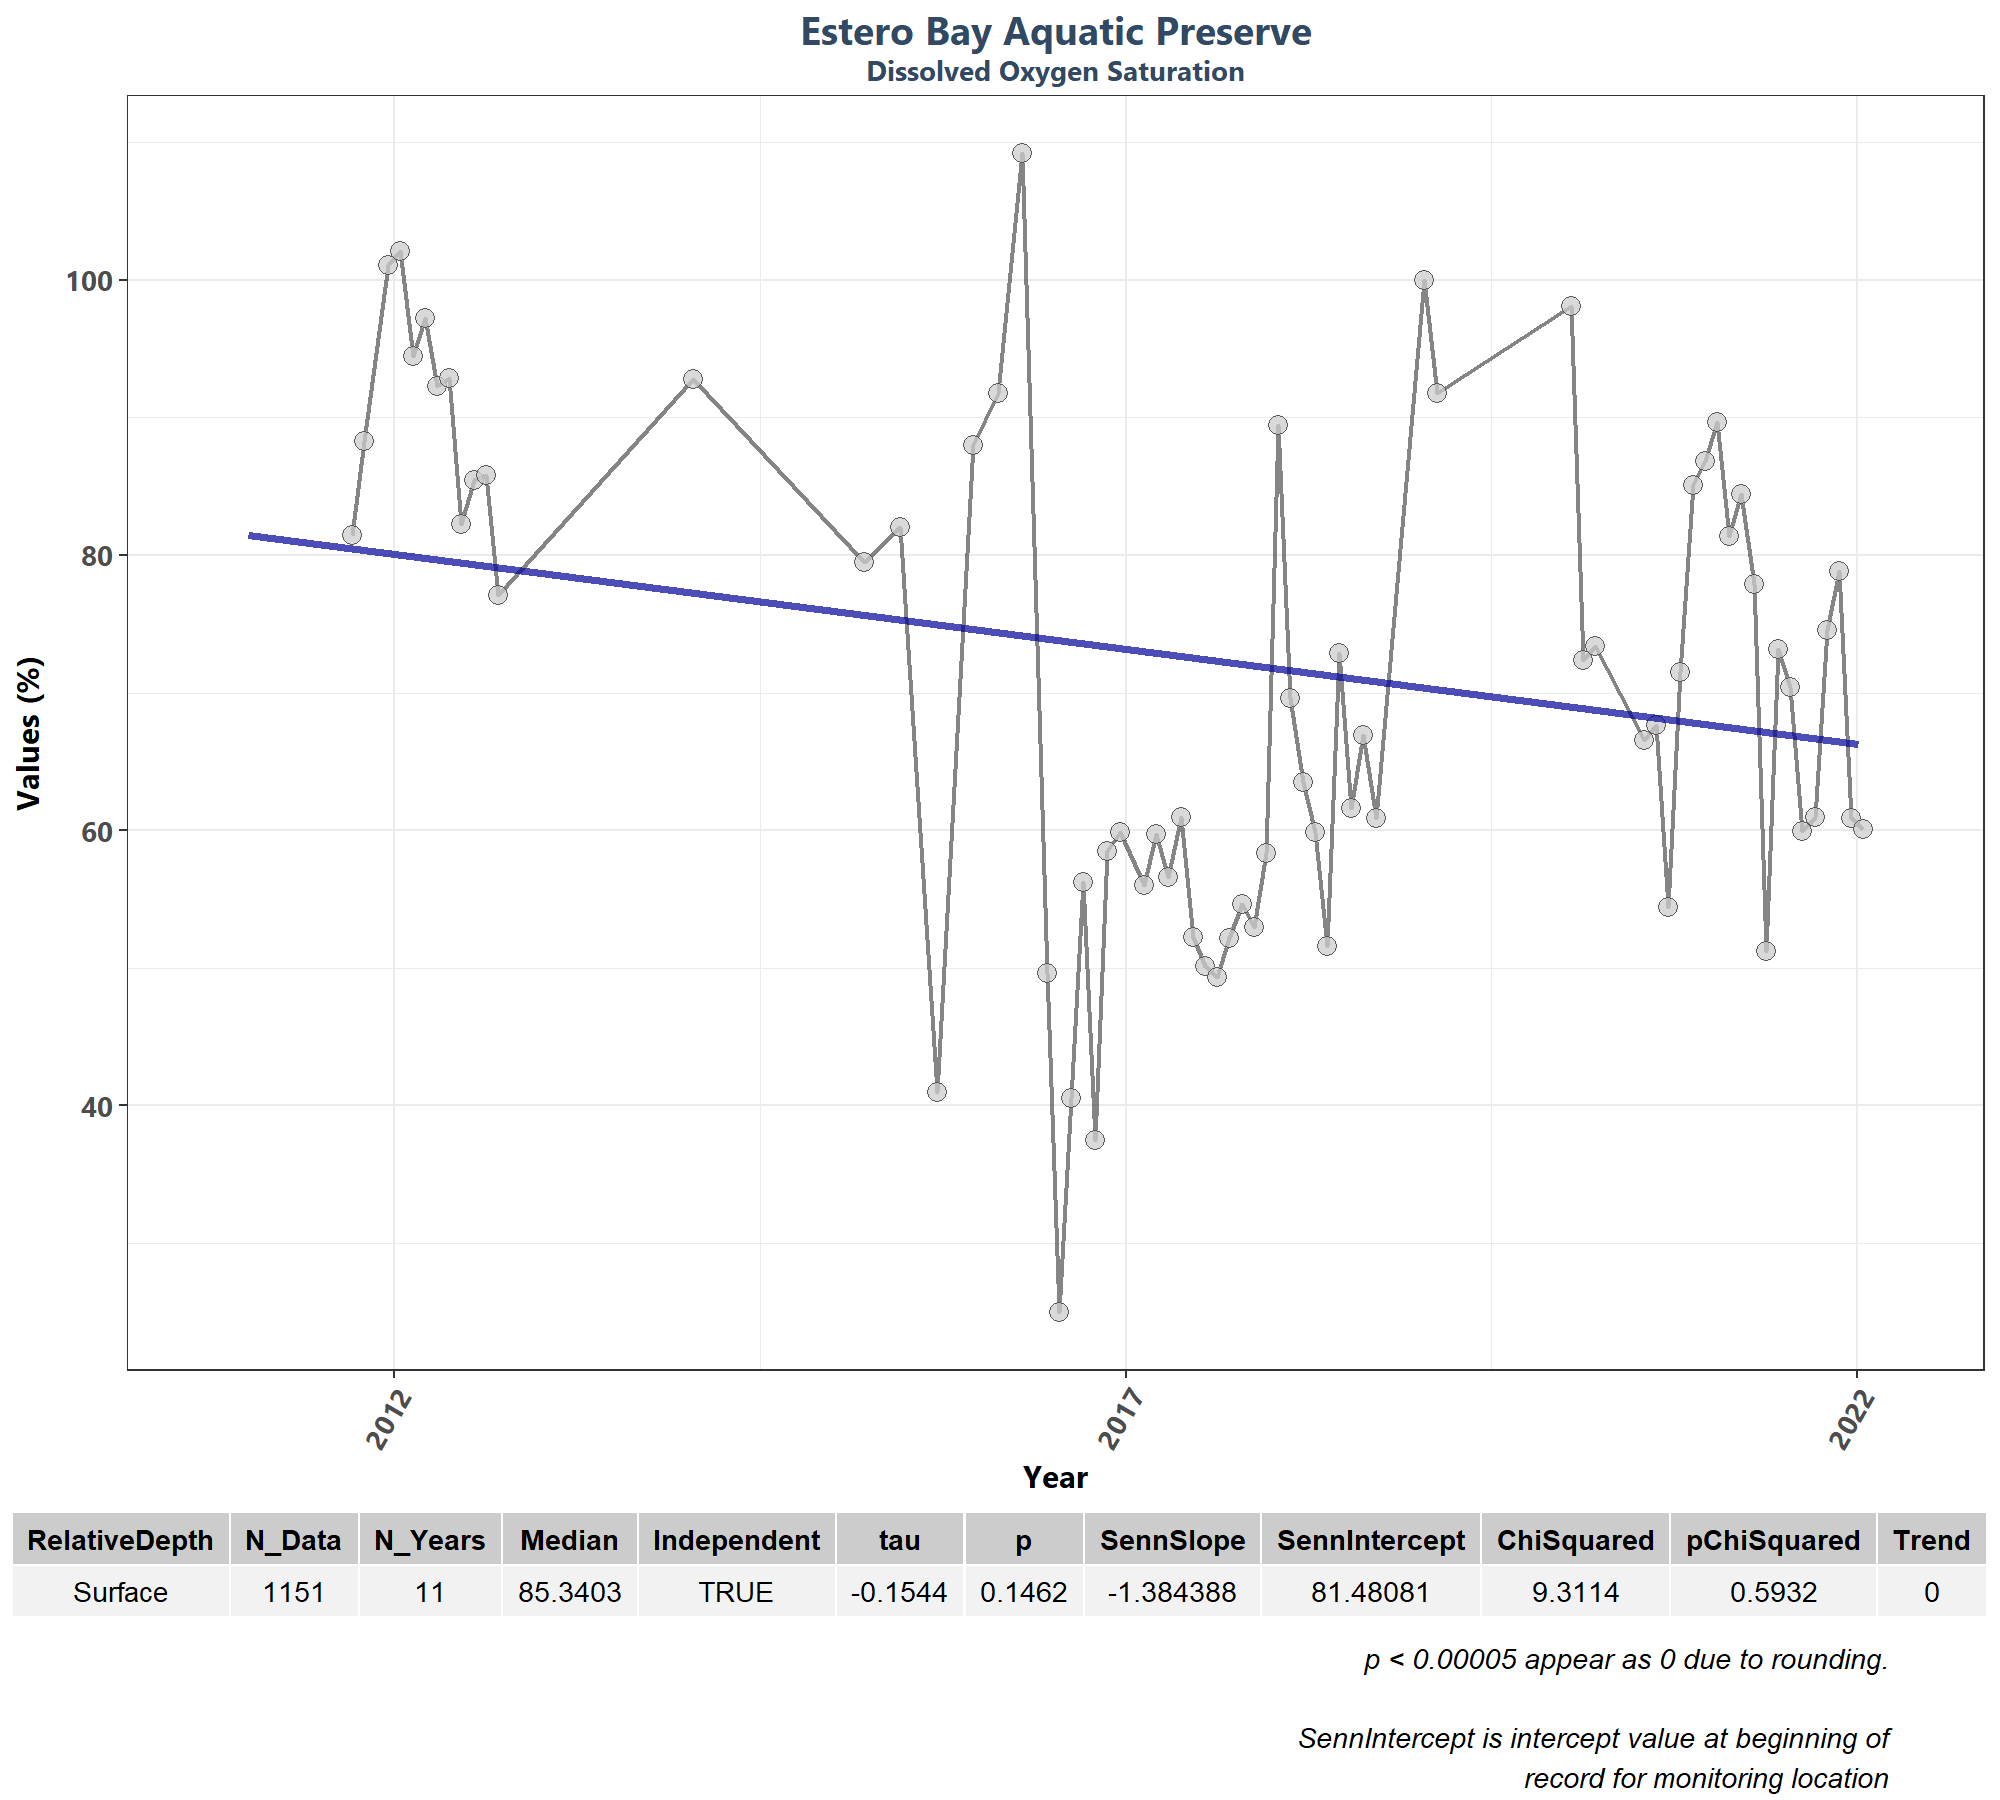 Estero Bay Aquatic Preserve
Dissolved Oxygen Saturation
100
80
60
40
Values (%)
2012
2017
2022
Year
RelativeDepth N_Data N_Years Median Independent tau p SennSlope SennIntercept ChiSquared pChiSquared Trend
Surface 1151 11 85.3403 TRUE -0.1544 0.1462 -1.384388 81.48081 9.3114 0.5932 0
p < 0.00005 appear as 0 due to rounding.
SennIntercept is intercept value at beginning of
record for monitoring location